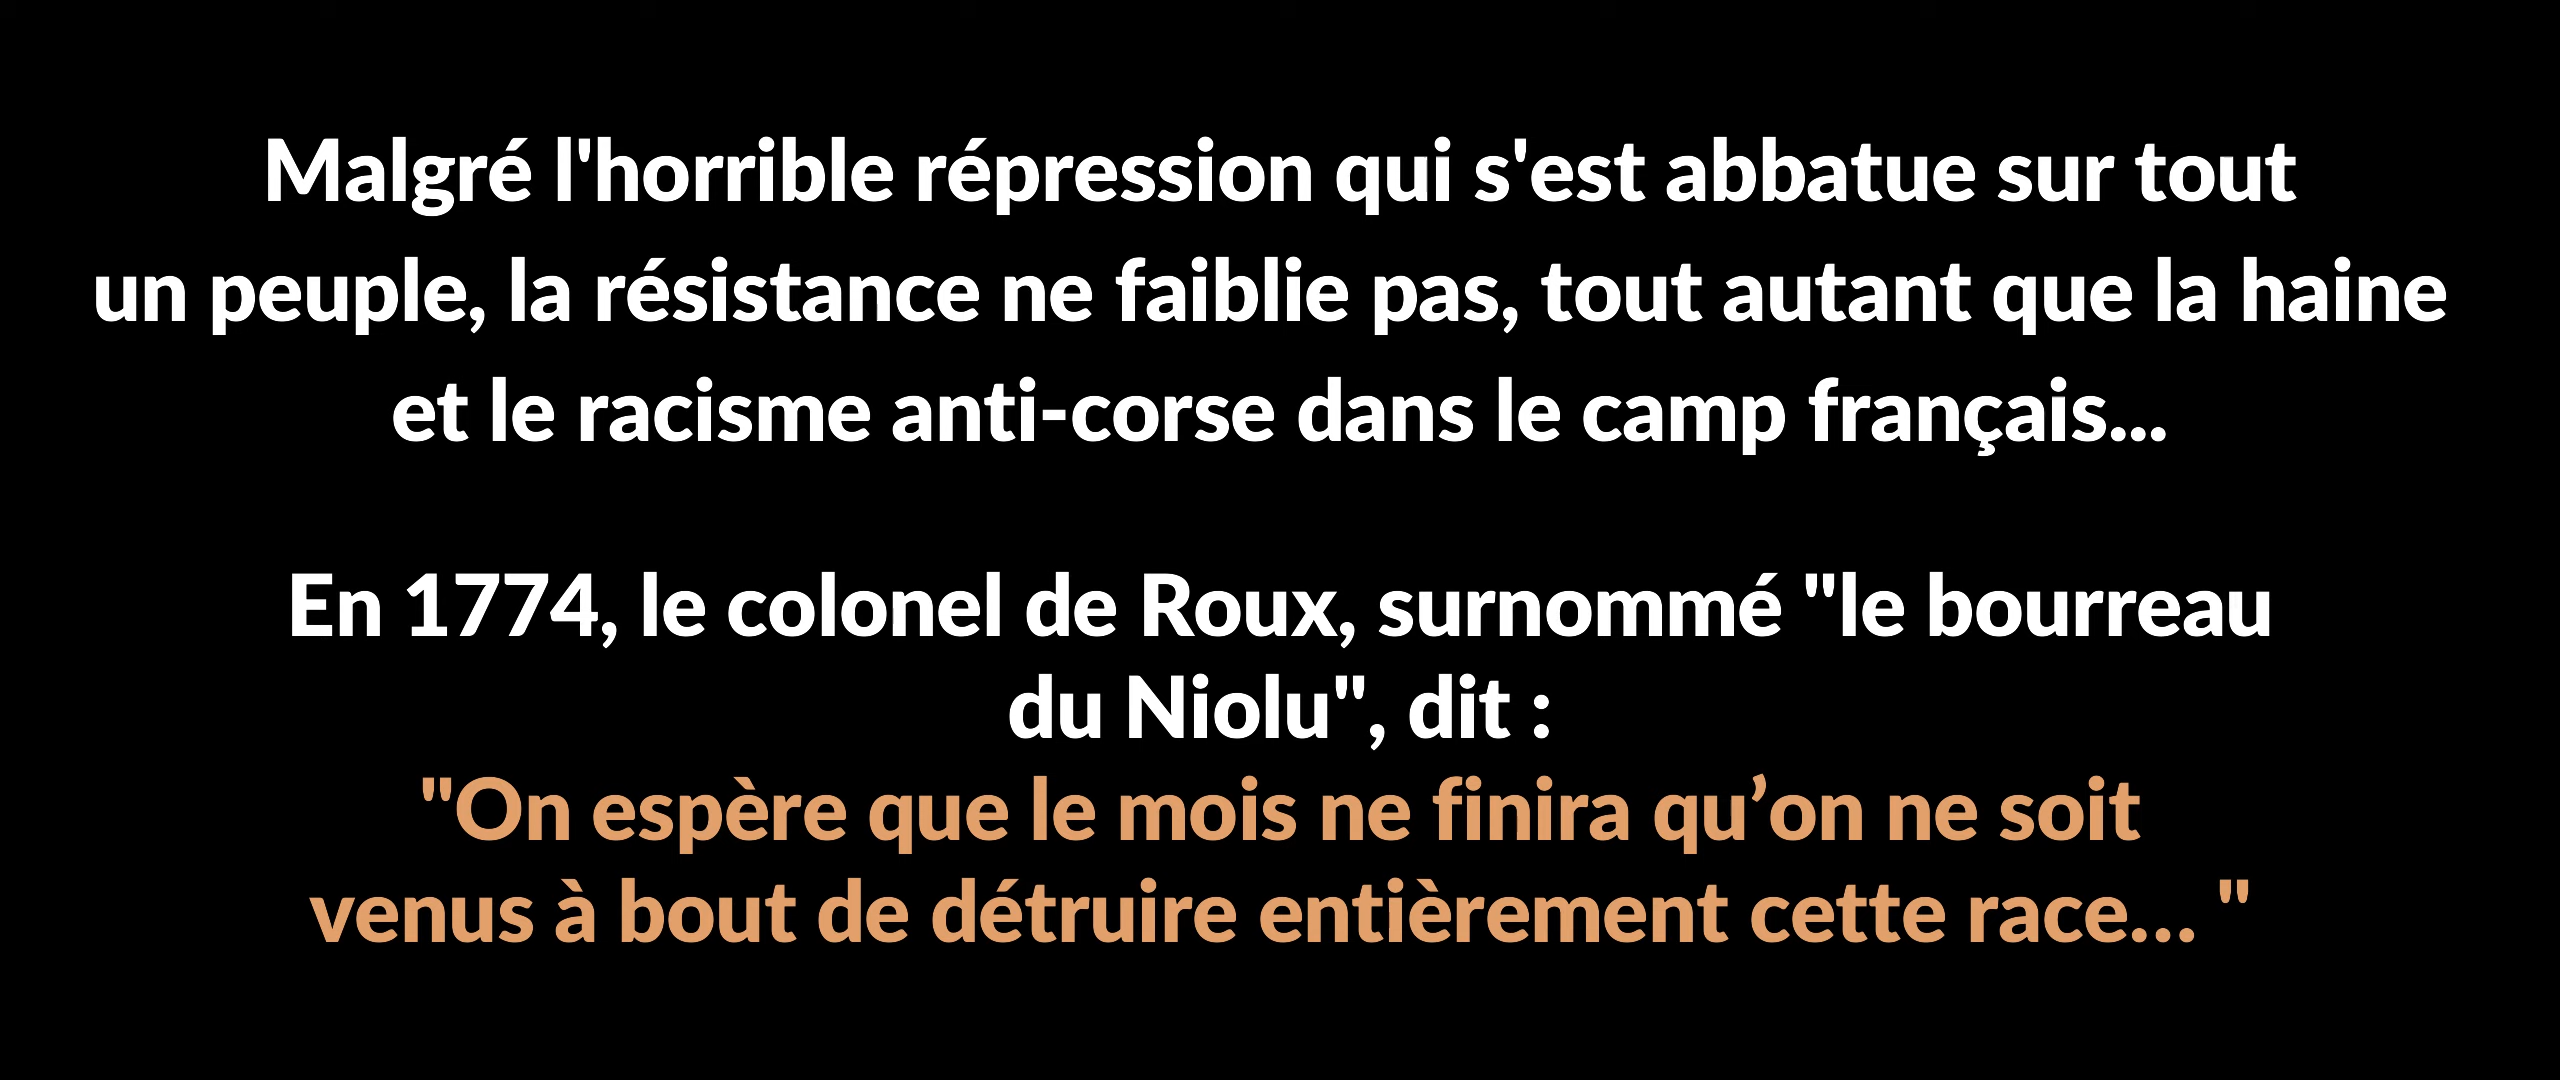 Malgré l'horrible répression qui s'est abbatue sur tout
un peuple, la résistance ne faiblie pas, tout autant que la haine
et le racisme anti-corse dans le camp français...
En 1774, le colonel de Roux, surnommé "le bourreau
du Niolu", dit :
"On espère que le mois ne finira qu’on ne soit
venus à bout de détruire entièrement cette race… "